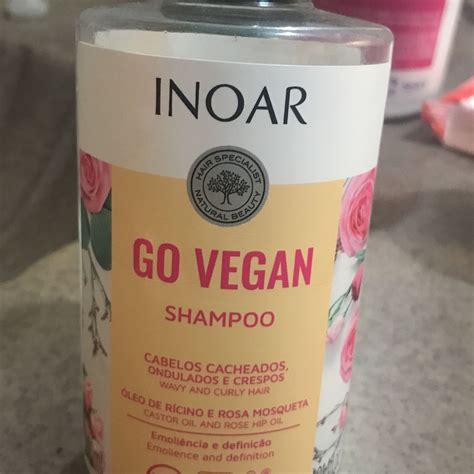 INOAR
HAIR SPECIALIST
NATURAL BEAUTY
GO VEGAN
SHAMPOO
CABELOS CACHEADOS,
ONDULADOS E CRESPOS
WAVY AND CURLY HAIR
ÓLEO DE RÍCINO E ROSA MOSQUETA
CASTOR OIL AND ROSE HIP OIL
Emoliência e definição
Emollience and definition